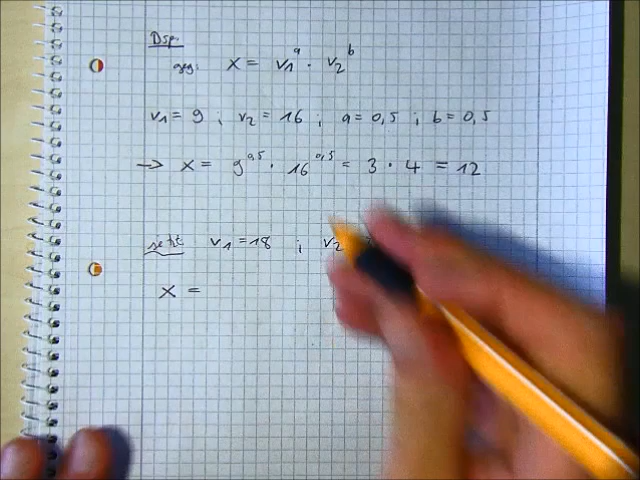 Bsp.
geg: x = v1^a · v2^b
v1 = 9 ; v2 = 16 ; a = 0,5 ; b = 0,5
→ x = 9^0,5 · 16^0,5 = 3 · 4 = 12
v1 = 18 ; v2
x =